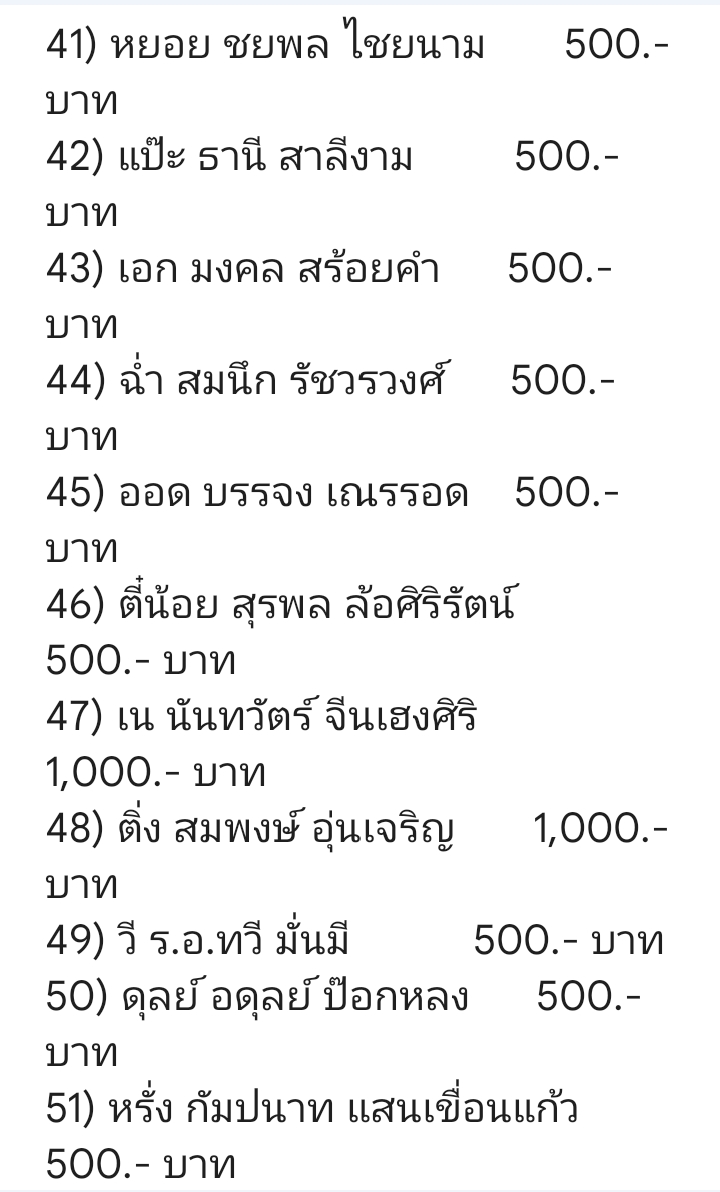 41) หยอย ชยพล ไชยนาม 500.-
บาท
42) แป๊ะ ธานี สาลีงาม 500.-
บาท
43) เอก มงคล สร้อยคำ 500.-
บาท
44) ฉ่ำ สมนึก รัชวรวงศ์ 500.-
บาท
45) ออด บรรจง เณรรอด 500.-
บาท
46) ตี๋น้อย สุรพล ล้อศิริรัตน์
500.- บาท
47) เน นันทวัตร์ จีนเฮงศิริ
1,000.- บาท
48) ติ่ง สมพงษ์ อุ่นเจริญ 1,000.-
บาท
49) วี ร.อ.ทวี มั่นมี 500.- บาท
50) ดุลย์ อดุลย์ ป๊อกหลง 500.-
บาท
51) หรั่ง กัมปนาท แสนเขื่อนแก้ว
500.- บาท